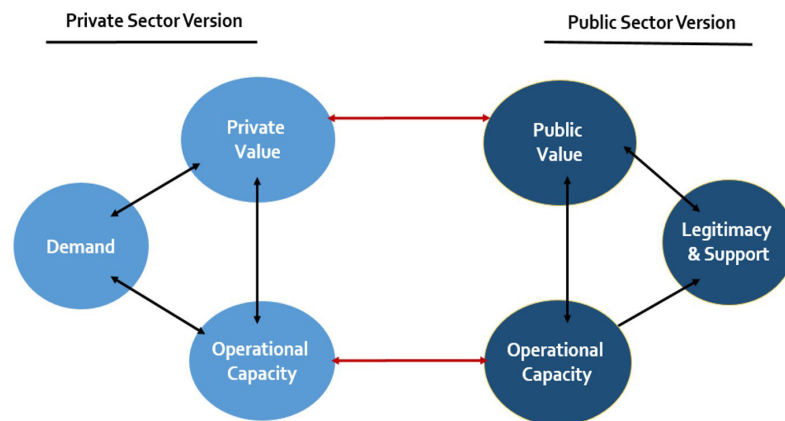 Private Sector Version
Public Sector Version
Private
Value
Public
Value
Demand
Legitimacy
& Support
Operational
Capacity
Operational
Capacity